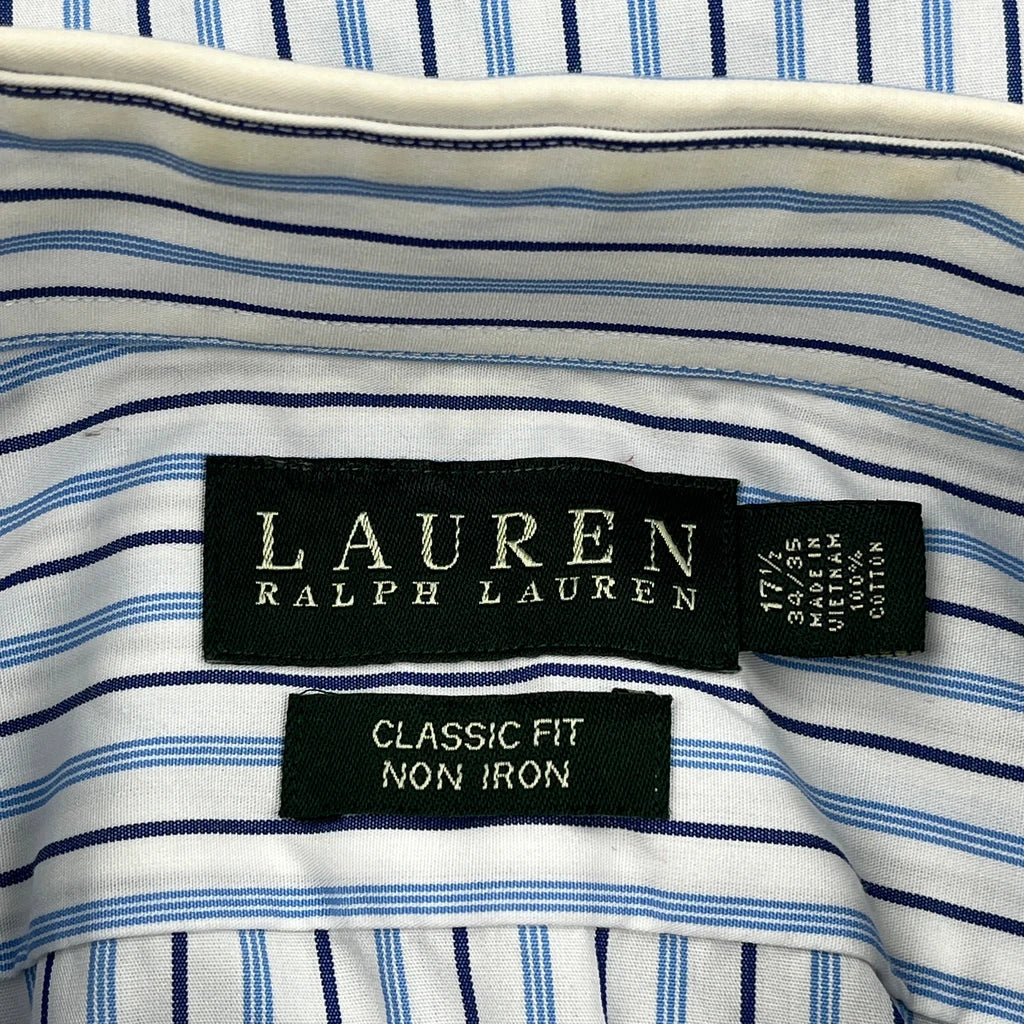 LAUREN
RALPH LAUREN
17½
34/35
MADE IN
VIETNAM
100%
COTTON
CLASSIC FIT
NON IRON